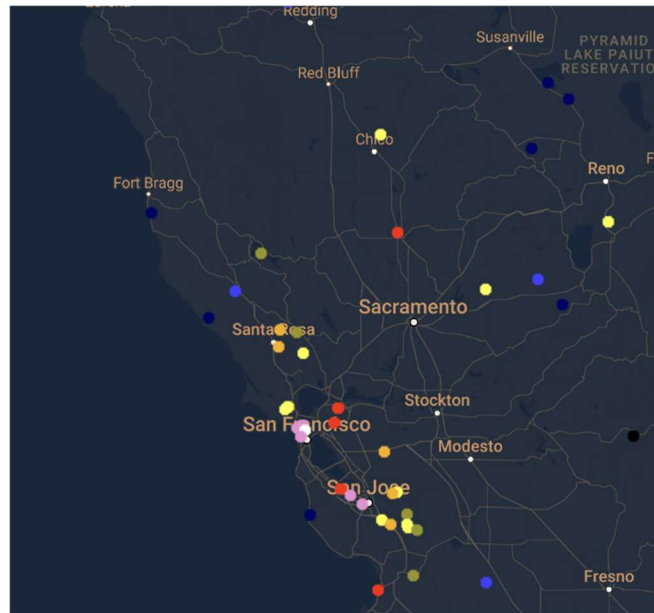 Redding
Susanville
PYRAMID
LAKE PAIUT
RESERVATION
Red Bluff
Chico
Reno
F
Fort Bragg
Sacramento
Santa Rosa
Stockton
San Francisco
Modesto
San Jose
Fresno